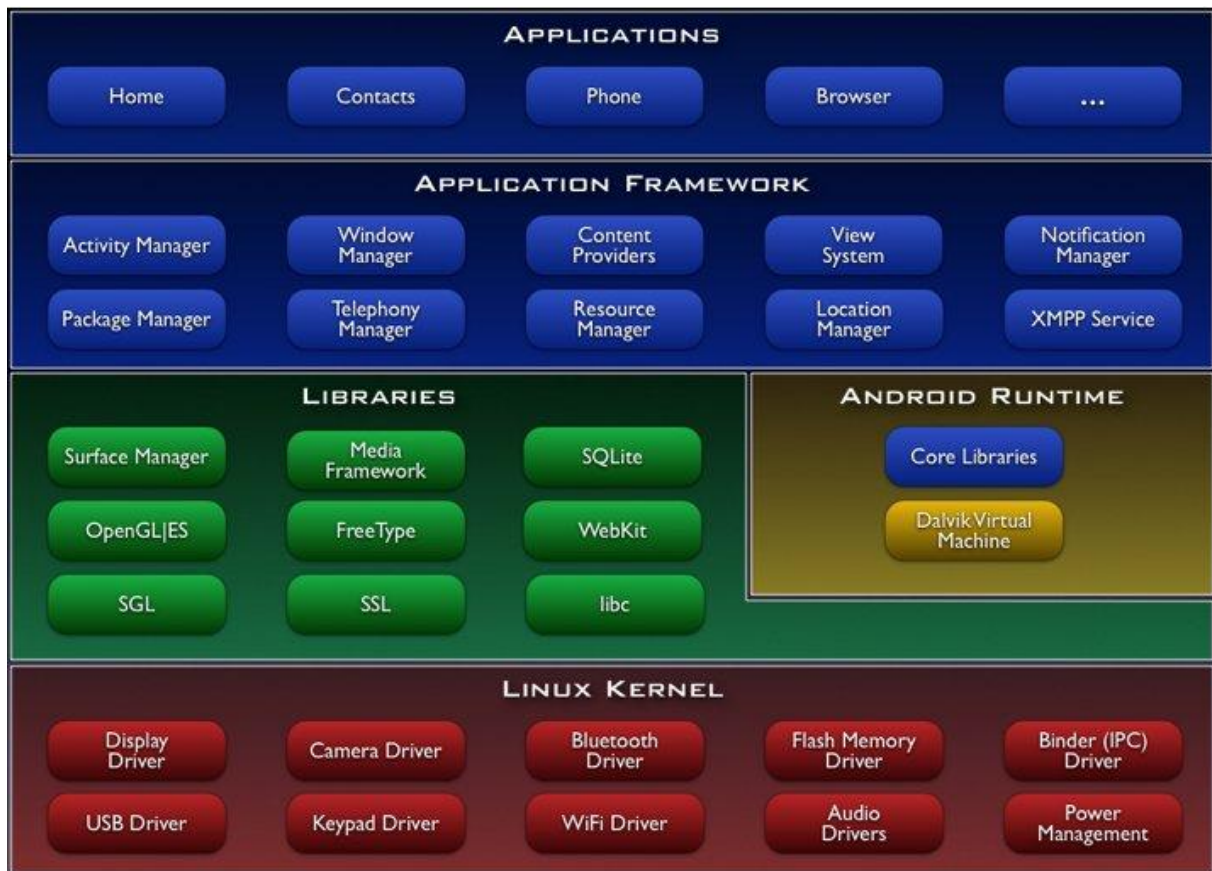 APPLICATIONS
Home
Contacts
Phone
Browser
...
APPLICATION FRAMEWORK
Activity Manager
Window
Manager
Content
Providers
View
System
Notification
Manager
Package Manager
Telephony
Manager
Resource
Manager
Location
Manager
XMPP Service
LIBRARIES
Surface Manager
Media
Framework
SQLite
OpenGL|ES
FreeType
WebKit
SGL
SSL
libc
ANDROID RUNTIME
Core Libraries
Dalvik Virtual
Machine
LINUX KERNEL
Display
Driver
Camera Driver
Bluetooth
Driver
Flash Memory
Driver
Binder (IPC)
Driver
USB Driver
Keypad Driver
WiFi Driver
Audio
Drivers
Power
Management